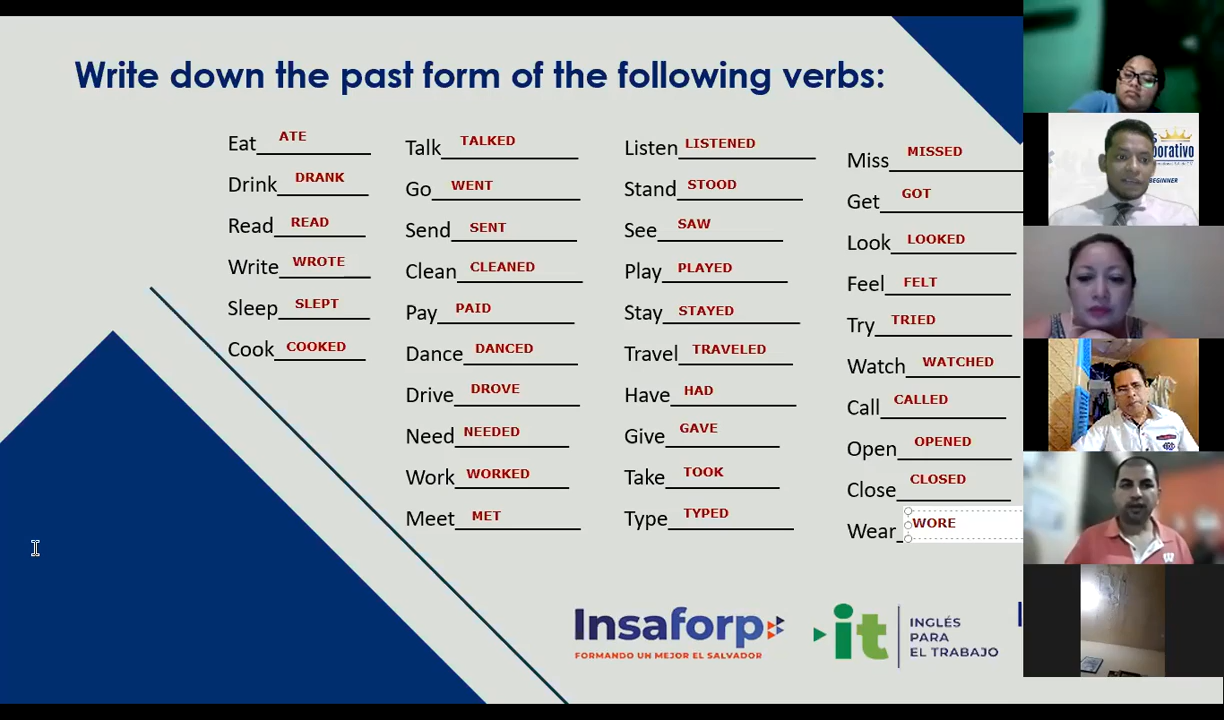 Write down the past form of the following verbs:
Eat ATE
Drink DRANK
Read READ
Write WROTE
Sleep SLEPT
Cook COOKED
Talk TALKED
Go WENT
Send SENT
Clean CLEANED
Pay PAID
Dance DANCED
Drive DROVE
Need NEEDED
Work WORKED
Meet MET
Listen LISTENED
Stand STOOD
See SAW
Play PLAYED
Stay STAYED
Travel TRAVELED
Have HAD
Give GAVE
Take TOOK
Type TYPED
Miss MISSED
Get GOT
Look LOOKED
Feel FELT
Try TRIED
Watch WATCHED
Call CALLED
Open OPENED
Close CLOSED
Wear WORE
Insaforp
FORMANDO UN MEJOR EL SALVADOR
it
INGLÉS
PARA
EL TRABAJO
BEGINNER